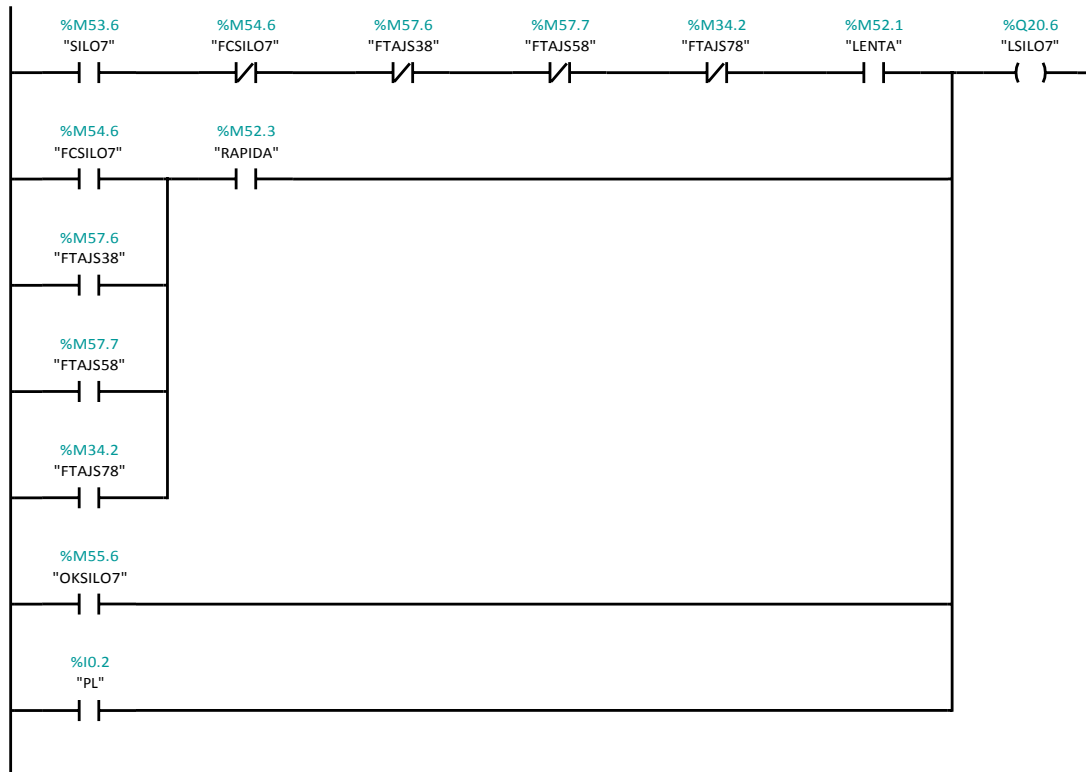 %M53.6 %M54.6 %M57.6 %M57.7 %M34.2 %M52.1 %Q20.6
"SILO7" "FCSILO7" "FTAJS38" "FTAJS58" "FTAJS78" "LENTA" "LSILO7"
%M54.6 %M52.3
"FCSILO7" "RAPIDA"
%M57.6
"FTAJS38"
%M57.7
"FTAJS58"
%M34.2
"FTAJS78"
%M55.6
"OKSILO7"
%I0.2
"PL"